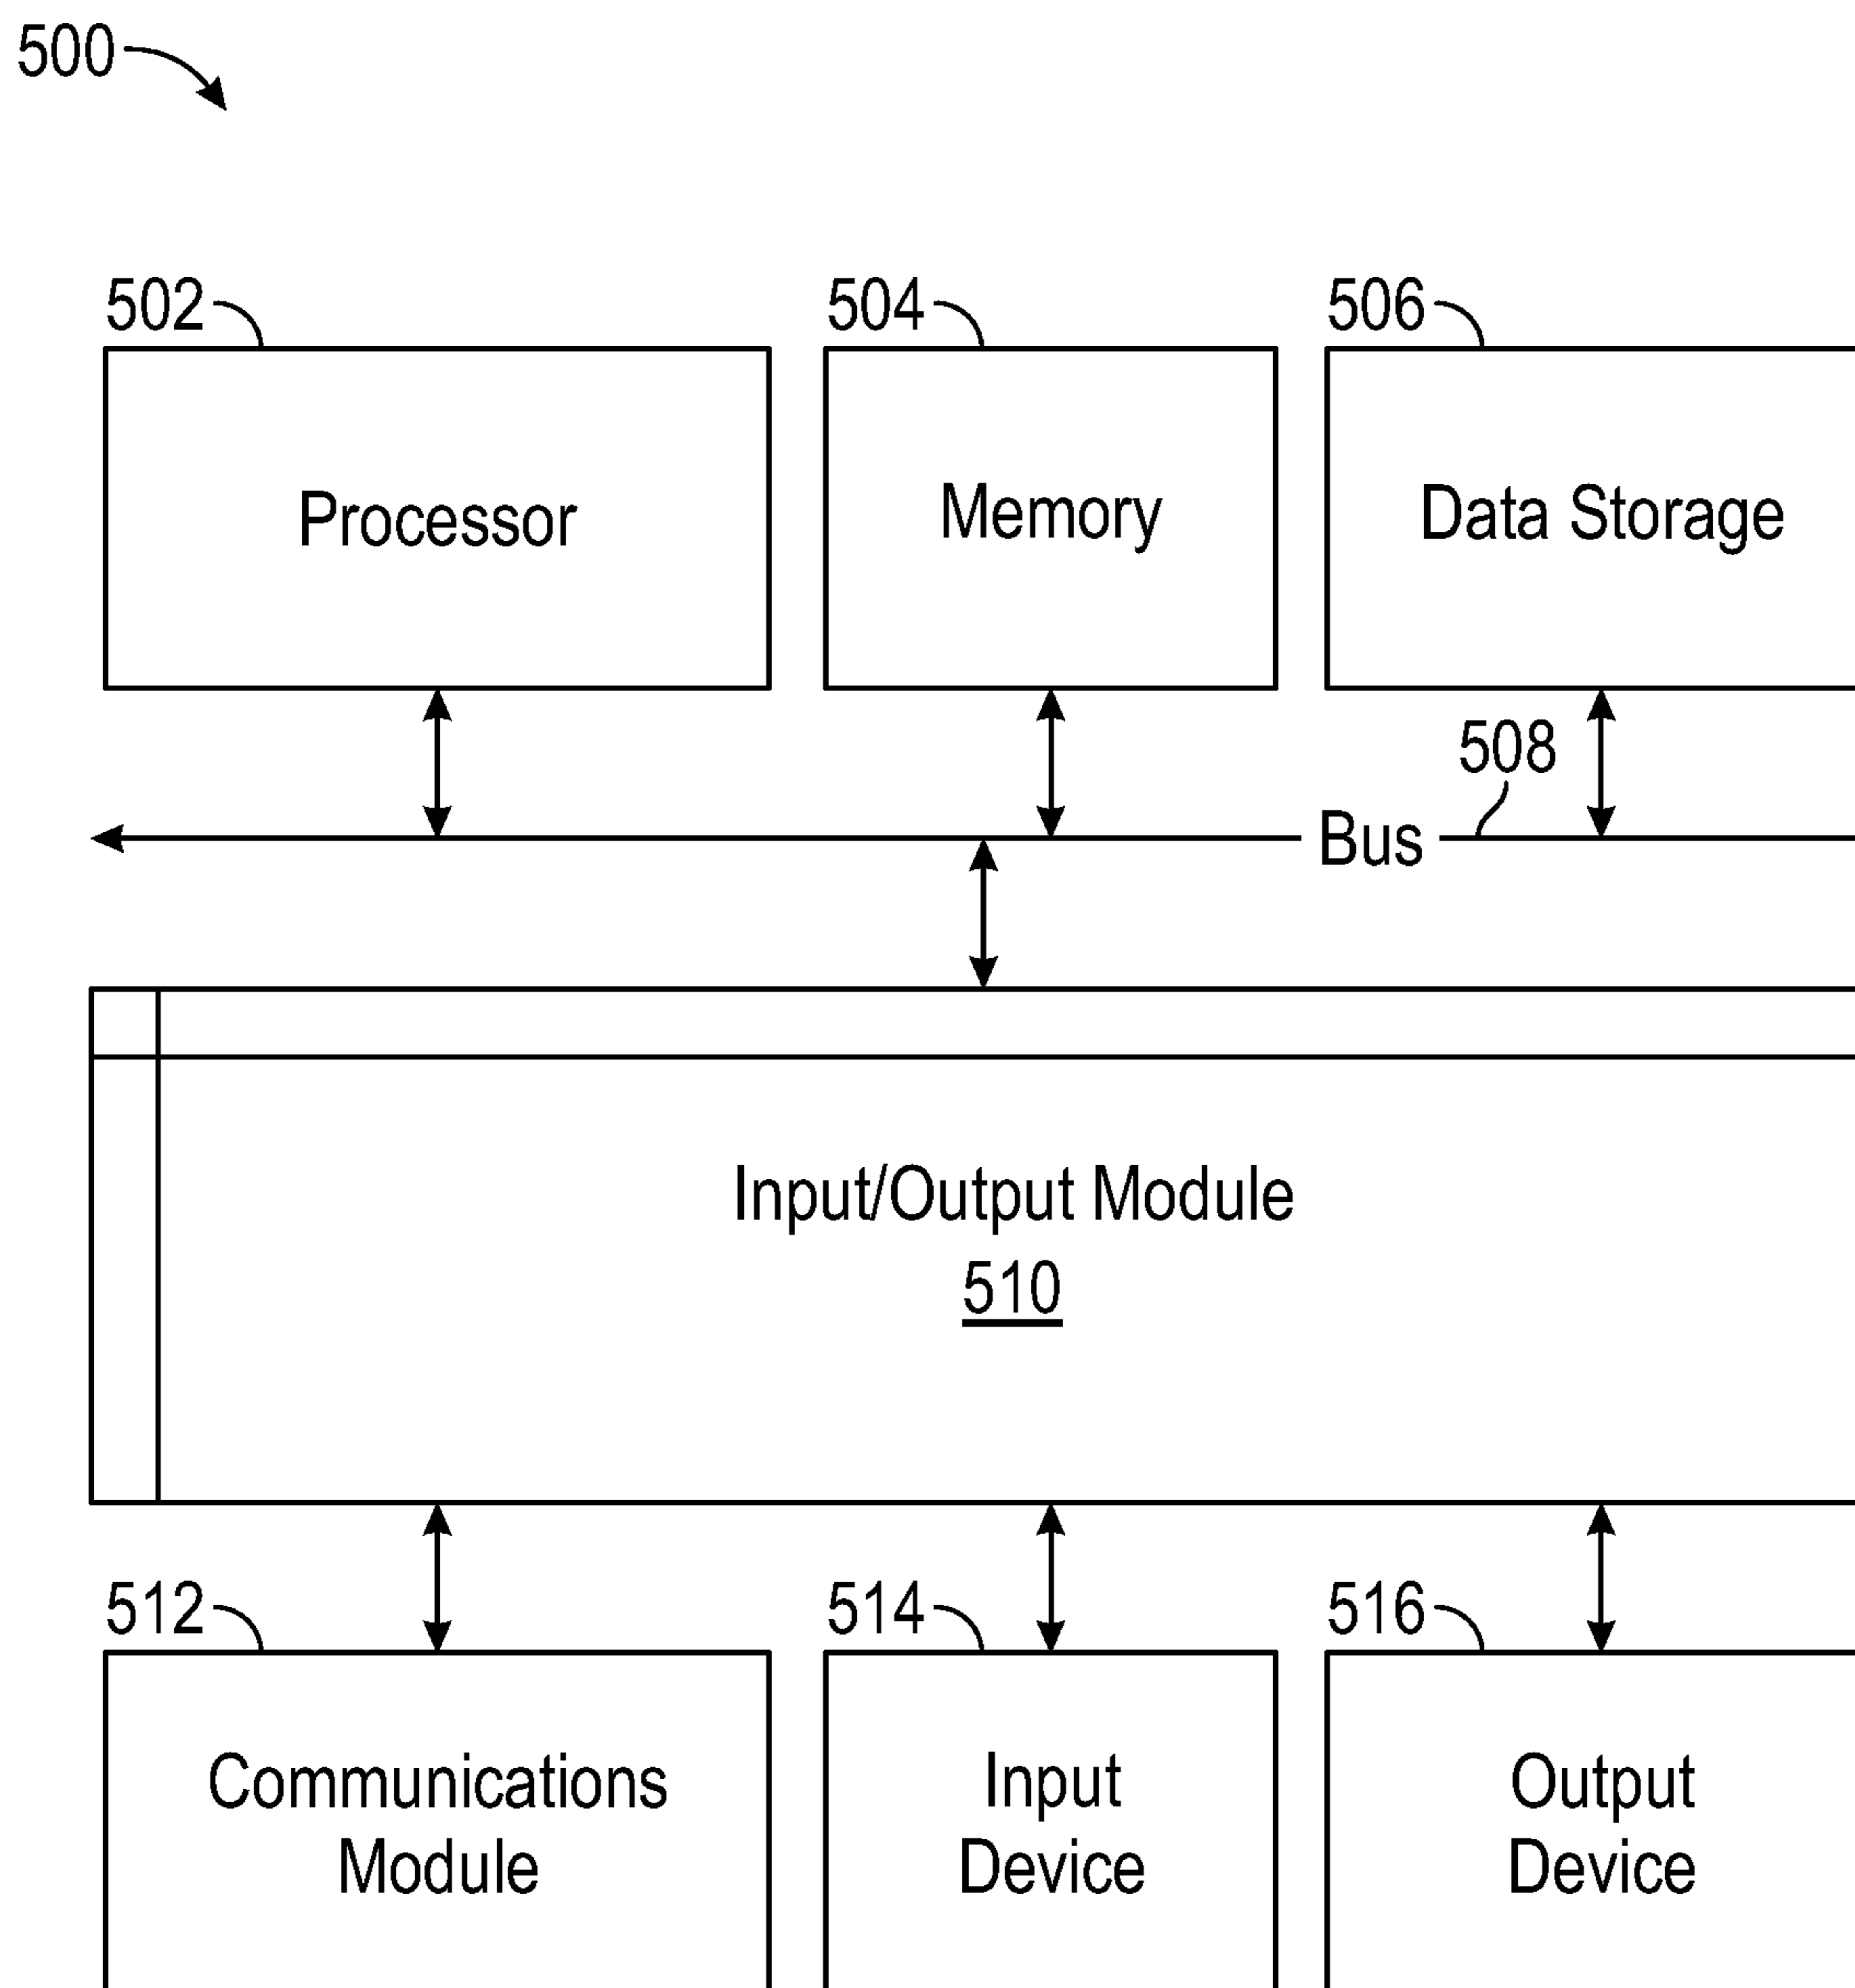 500
502
504
506
Processor
Memory
Data Storage
508
Bus
Input/Output Module
510
512
514
516
Communications
Module
Input
Device
Output
Device